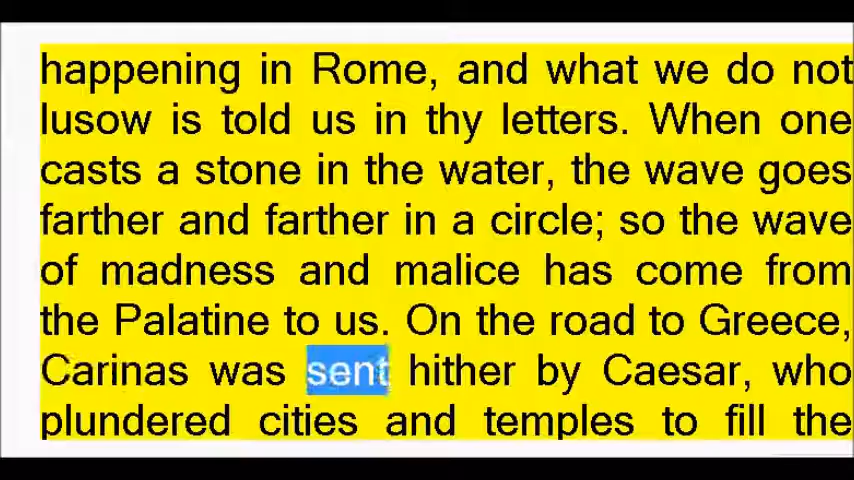 happening in Rome, and what we do not
lusow is told us in thy letters. When one
casts a stone in the water, the wave goes
farther and farther in a circle; so the wave
of madness and malice has come from
the Palatine to us. On the road to Greece,
Carinas was sent hither by Caesar, who
plundered cities and temples to fill the